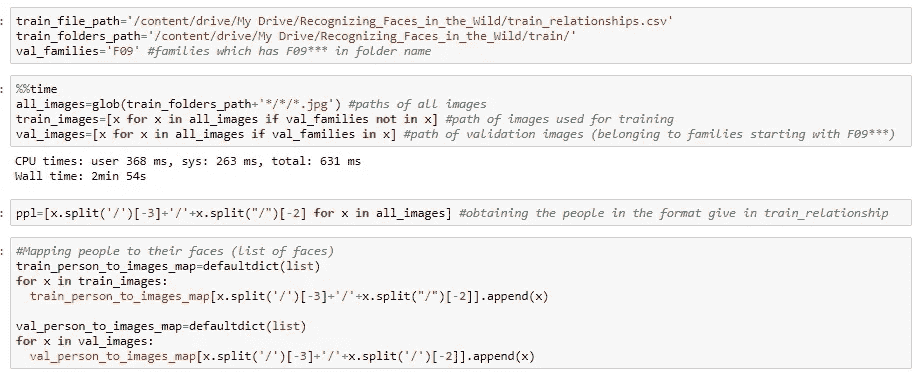 train_file_path='/content/drive/My Drive/Recognizing_Faces_in_the_Wild/train_relationships.csv'
train_folders_path='/content/drive/My Drive/Recognizing_Faces_in_the_Wild/train/'
val_families='F09' #families which has F09*** in folder name
%%time
all_images=glob(train_folders_path+'*/*/*.jpg') #paths of all images
train_images=[x for x in all_images if val_families not in x] #path of images used for training
val_images=[x for x in all_images if val_families in x] #path of validation images (belonging to families starting with F09***)
CPU times: user 368 ms, sys: 263 ms, total: 631 ms
Wall time: 2min 54s
ppl=[x.split('/')[-3]+'/'+x.split("/")[-2] for x in all_images] #obtaining the people in the format give in train_relationship
#Mapping people to their faces (list of faces)
train_person_to_images_map=defaultdict(list)
for x in train_images:
  train_person_to_images_map[x.split('/')[-3]+'/'+x.split("/")[-2]].append(x)
val_person_to_images_map=defaultdict(list)
for x in val_images:
  val_person_to_images_map[x.split('/')[-3]+'/'+x.split('/')[-2]].append(x)